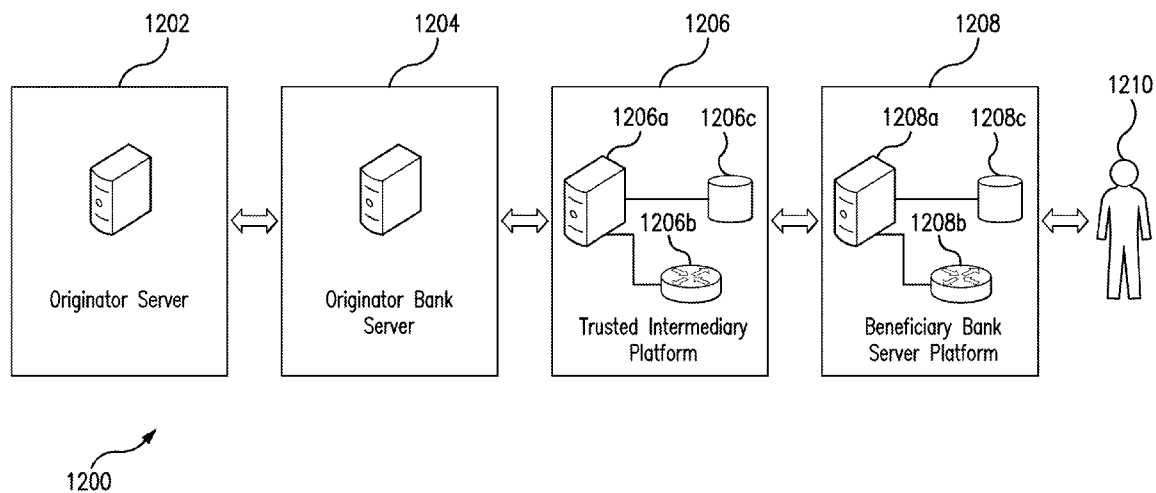 1202
1204
1206
1208
1210
1206a
1206c
1208a
1208c
1206b
1208b
Originator Server
Originator Bank
Server
Trusted Intermediary
Platform
Beneficiary Bank
Server Platform
1200